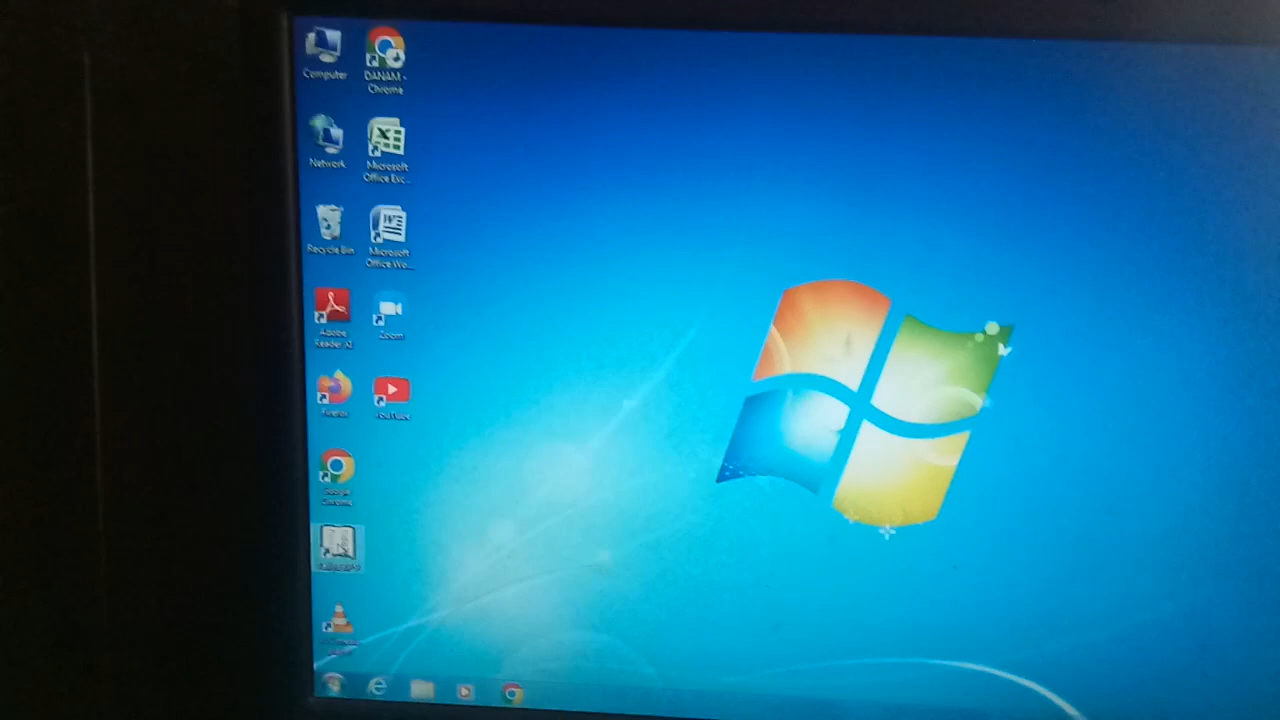 Computer
DANAM -
Chrome
Network
Microsoft
Office Exc...
Recycle Bin
Microsoft
Office Wo...
Adobe
Reader XI
Zoom
Firefox
YouTube
Google
Chrome